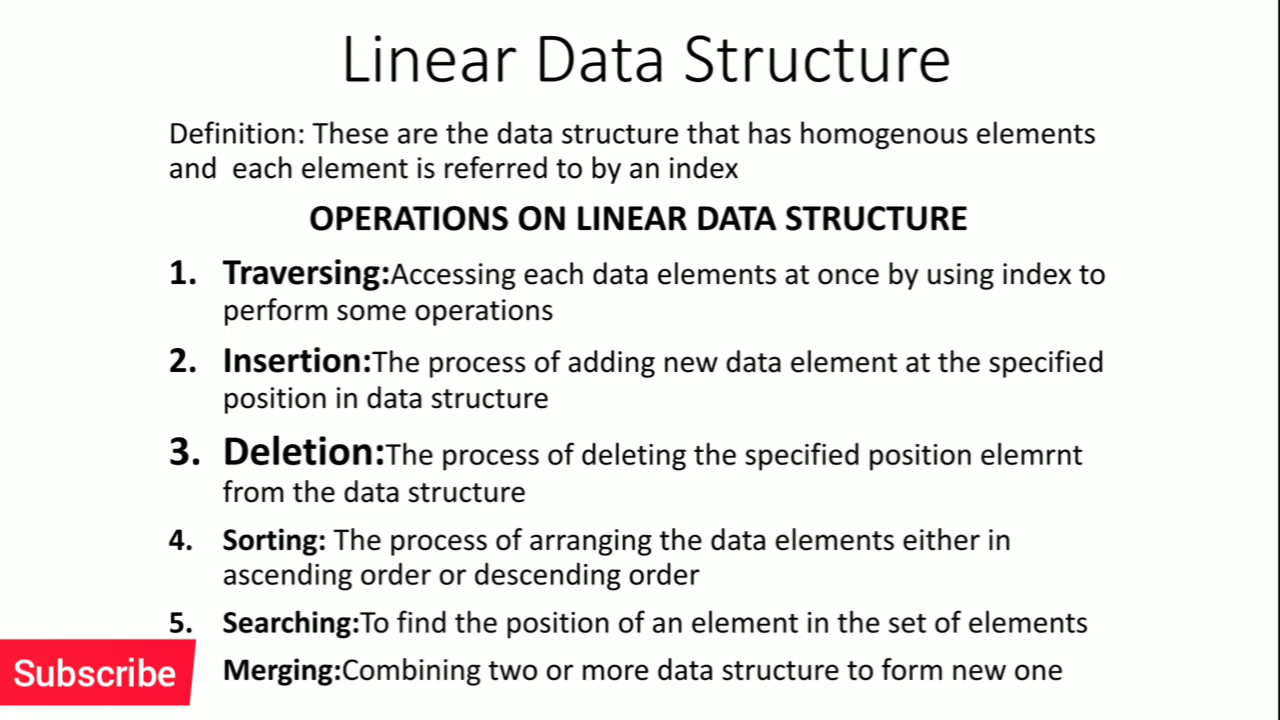 Linear Data Structure
Definition: These are the data structure that has homogenous elements
and each element is referred to by an index
OPERATIONS ON LINEAR DATA STRUCTURE
1. Traversing:Accessing each data elements at once by using index to
perform some operations
2. Insertion:The process of adding new data element at the specified
position in data structure
3. Deletion:The process of deleting the specified position elemrnt
from the data structure
4. Sorting: The process of arranging the data elements either in
ascending order or descending order
5. Searching:To find the position of an element in the set of elements
Merging:Combining two or more data structure to form new one
Subscribe